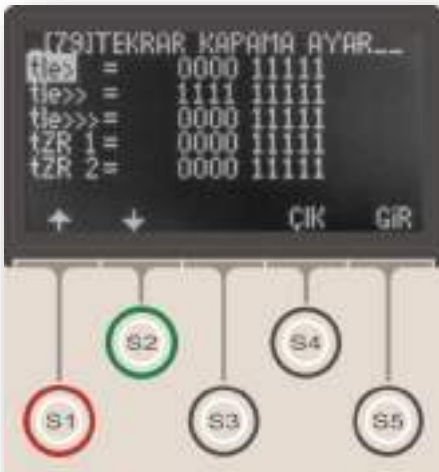 [79]TEKRAR KAPAMA AYAR__
tIe> = 0000 11111
tIe>> = 1111 11111
tIe>>>= 0000 11111
tZR 1= 0000 11111
tZR 2= 0000 11111
ÇIK GİR
S2 S4
S1 S3 S5